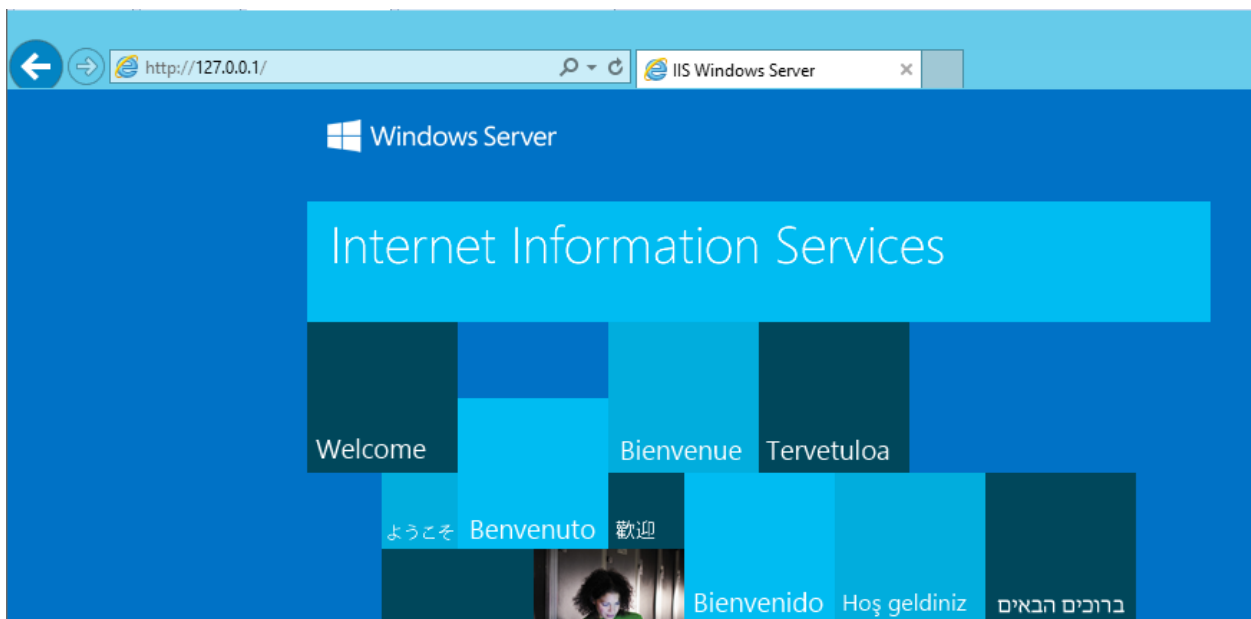 http://127.0.0.1/
IIS Windows Server
Windows Server
Internet Information Services
Welcome
Bienvenue
Tervetuloa
ようこそ
Benvenuto
歡迎
Bienvenido
Hoş geldiniz
ברוכים הבאים